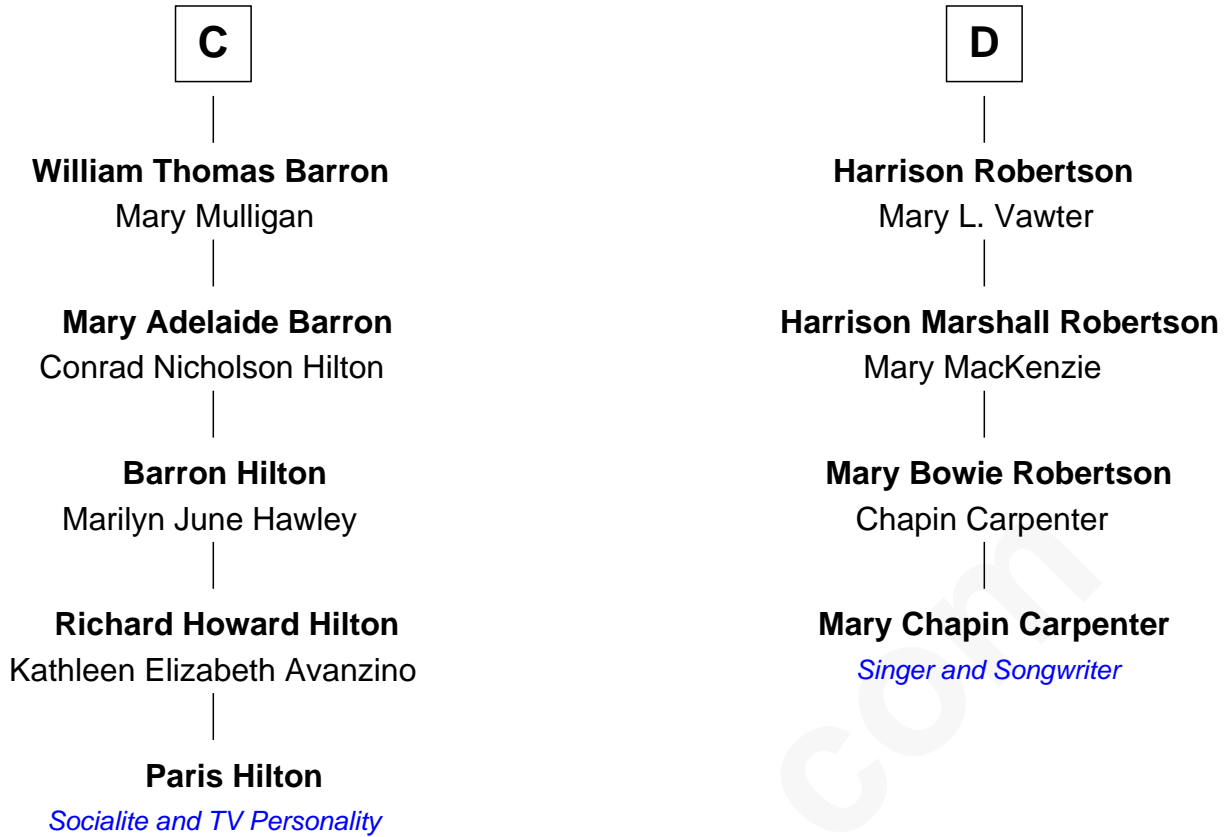 C
William Thomas Barron
Mary Mulligan
Mary Adelaide Barron
Conrad Nicholson Hilton
Barron Hilton
Marilyn June Hawley
Richard Howard Hilton
Kathleen Elizabeth Avanzino
Paris Hilton
Socialite and TV Personality
D
Harrison Robertson
Mary L. Vawter
Harrison Marshall Robertson
Mary MacKenzie
Mary Bowie Robertson
Chapin Carpenter
Mary Chapin Carpenter
Singer and Songwriter
com